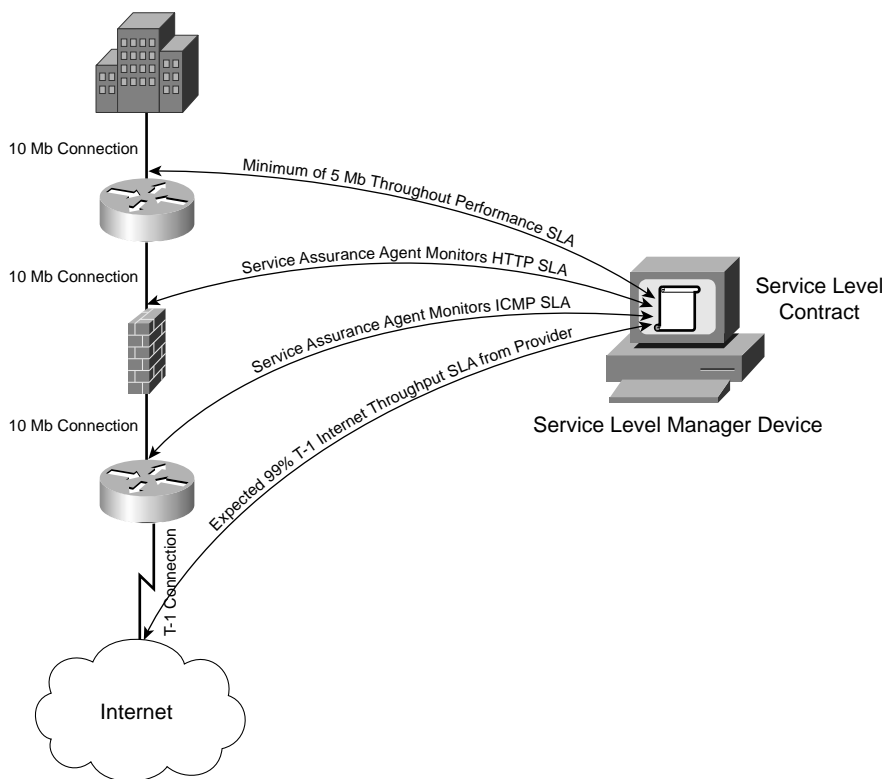 10 Mb Connection
Minimum of 5 Mb Throughout Performance SLA
10 Mb Connection
Service Assurance Agent Monitors HTTP SLA
Service Level
Contract
Service Assurance Agent Monitors ICMP SLA
Expected 99% T-1 Internet Throughput SLA from Provider
10 Mb Connection
Service Level Manager Device
T-1 Connection
Internet